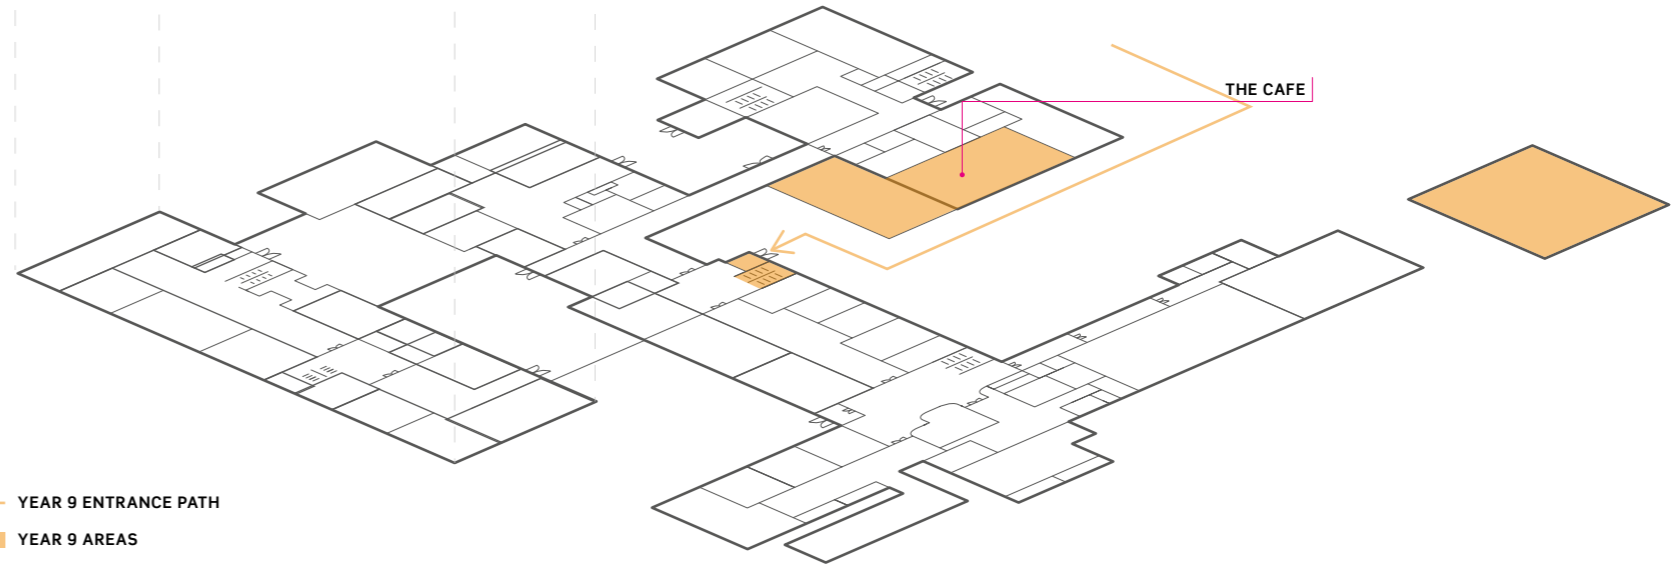 THE CAFE
YEAR 9 ENTRANCE PATH
YEAR 9 AREAS